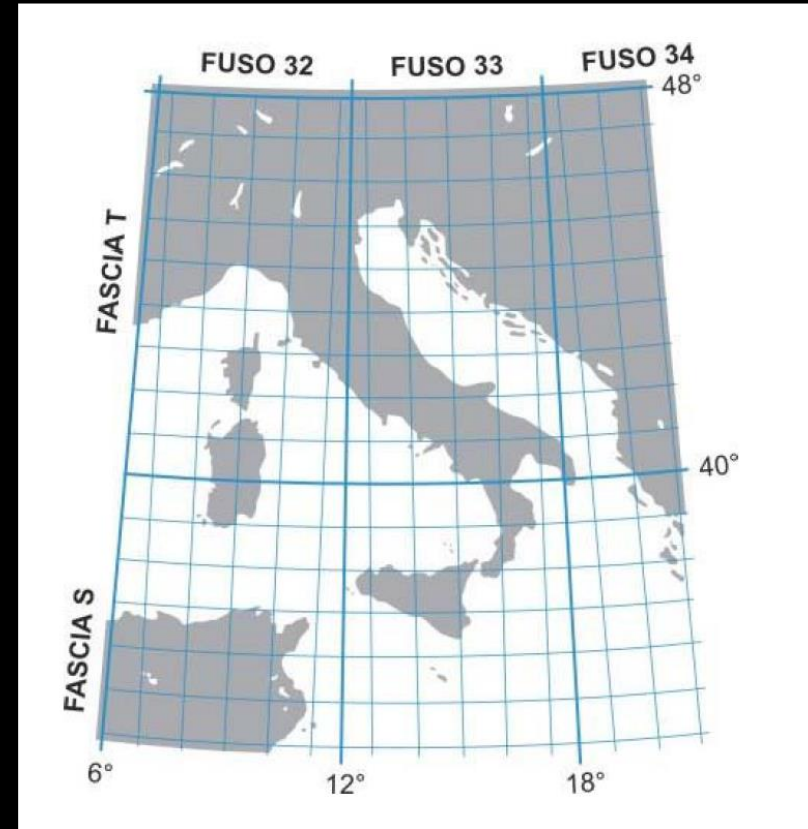 FUSO 32
FUSO 33
FUSO 34
48°
FASCIA T
40°
FASCIA S
6°
12°
18°